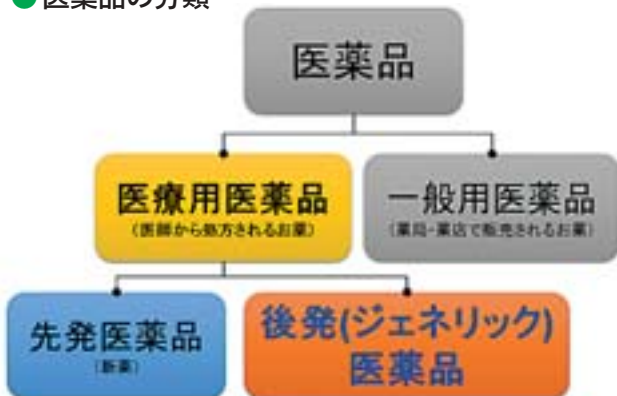 医薬品の分類
医薬品
医療用医薬品
(医師から処方されるお薬)
一般用医薬品
(薬局・薬店で販売されるお薬)
先発医薬品
(新薬)
後発(ジェネリック)
医薬品